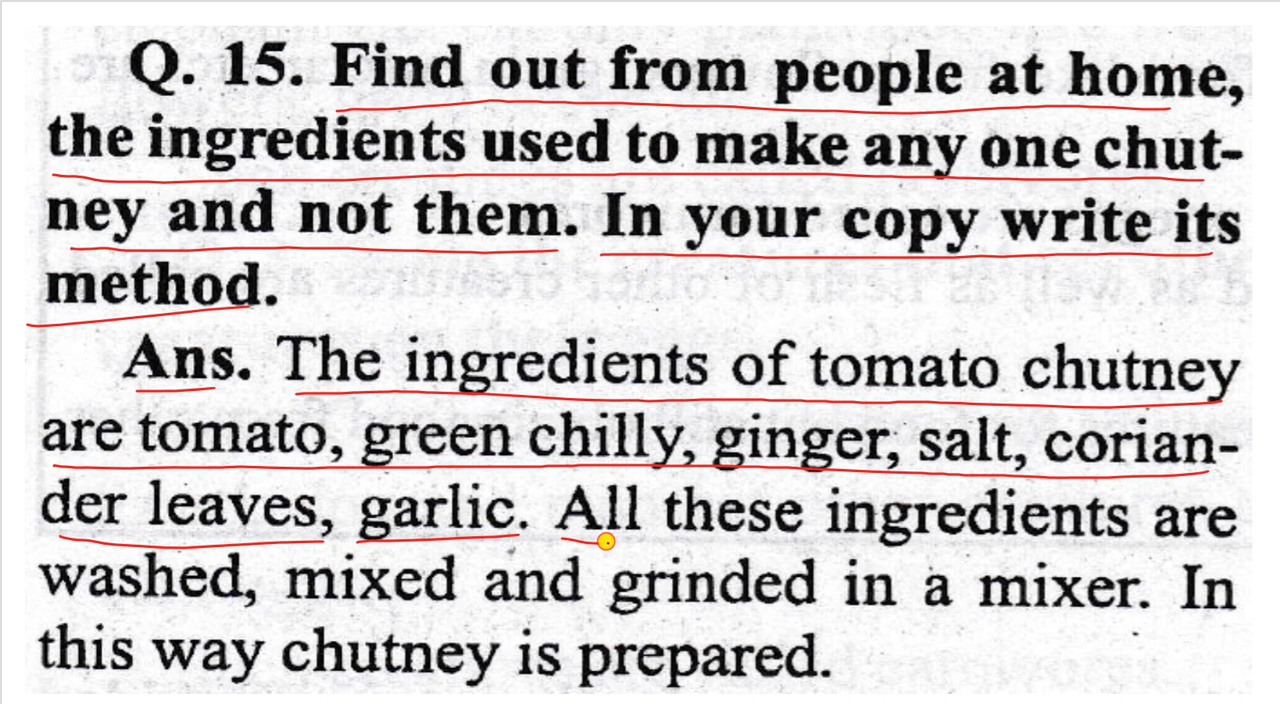 Q. 15. Find out from people at home,
the ingredients used to make any one chut-
ney and not them. In your copy write its
method.
Ans. The ingredients of tomato chutney
are tomato, green chilly, ginger, salt, corian-
der leaves, garlic. All these ingredients are
washed, mixed and grinded in a mixer. In
this way chutney is prepared.